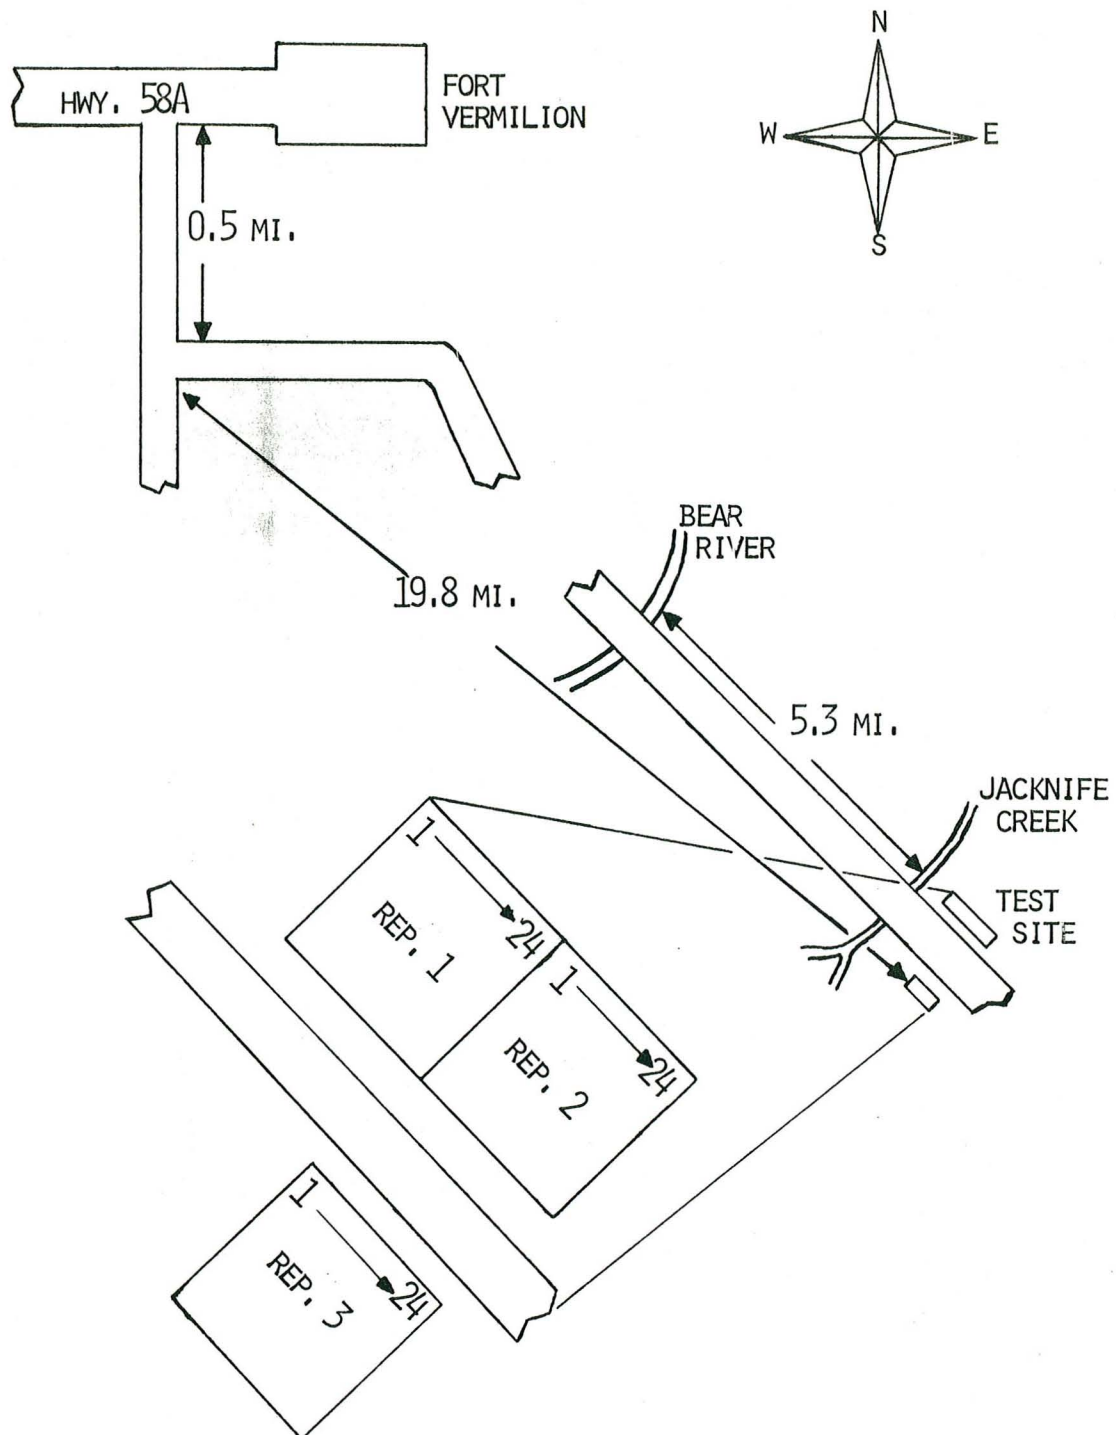 N
HWY. 58A
FORT
VERMILION
W
E
S
0.5 MI.
BEAR
RIVER
19.8 MI.
5.3 MI.
JACKNIFE
CREEK
TEST
SITE
1
24
REP. 1
1
24
REP. 2
1
24
REP. 3